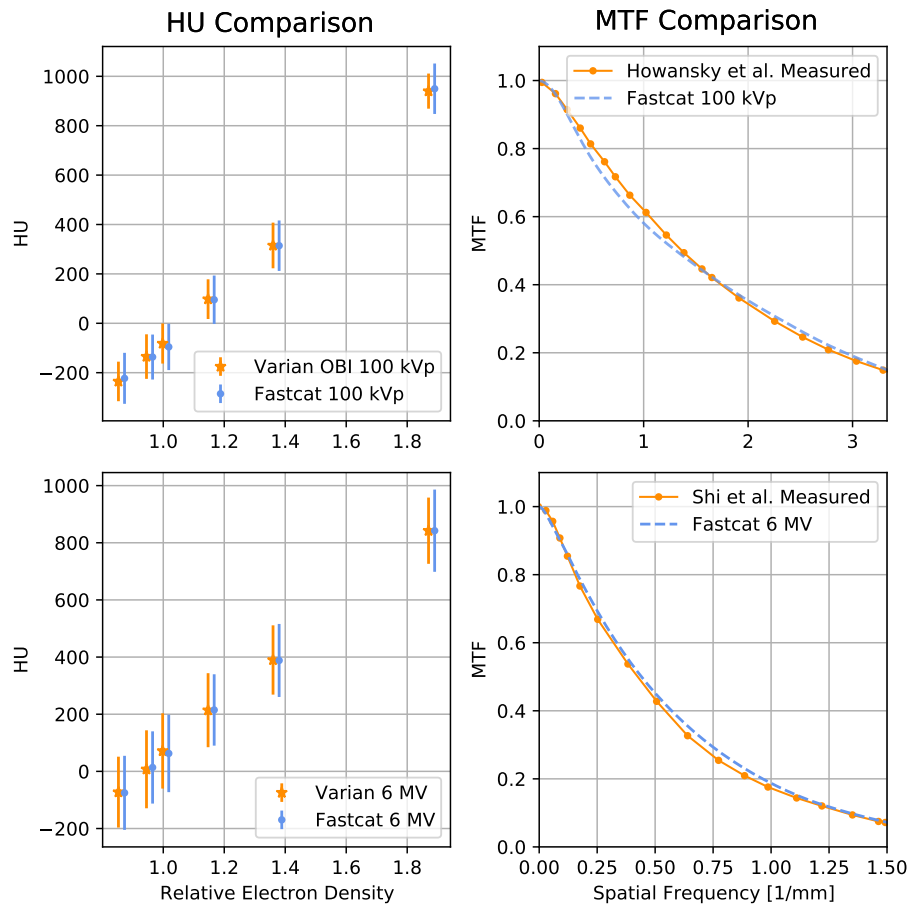 HU Comparison
MTF Comparison
1000
800
600
400
200
0
−200
HU
1.0
1.2
1.4
1.6
1.8
Varian OBI 100 kVp
Fastcat 100 kVp
1.0
0.8
0.6
0.4
0.2
0.0
MTF
0
1
2
3
Howansky et al. Measured
Fastcat 100 kVp
1000
800
600
400
200
0
−200
HU
1.0
1.2
1.4
1.6
1.8
Relative Electron Density
Varian 6 MV
Fastcat 6 MV
1.0
0.8
0.6
0.4
0.2
0.0
MTF
0.00
0.25
0.50
0.75
1.00
1.25
1.50
Spatial Frequency [1/mm]
Shi et al. Measured
Fastcat 6 MV